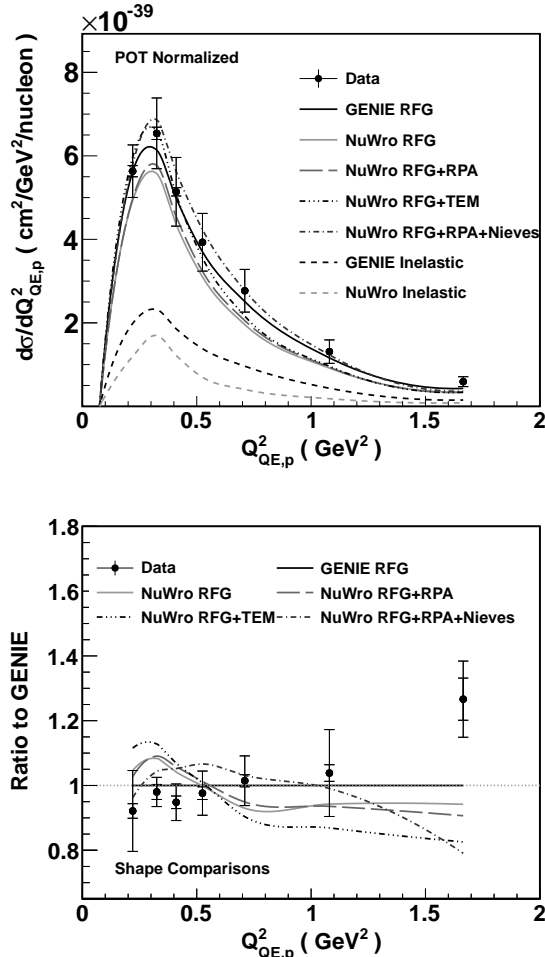 ×10⁻³⁹
POT Normalized
Data
GENIE RFG
NuWro RFG
NuWro RFG+RPA
NuWro RFG+TEM
NuWro RFG+RPA+Nieves
GENIE Inelastic
NuWro Inelastic
dσ/dQ²_QE,p ( cm²/GeV²/nucleon)
8
6
4
2
0 0.5 1 1.5 2
Q²_QE,p ( GeV² )
Data GENIE RFG
NuWro RFG NuWro RFG+RPA
NuWro RFG+TEM NuWro RFG+RPA+Nieves
Ratio to GENIE
1.8
1.6
1.4
1.2
1
0.8
Shape Comparisons
0 0.5 1 1.5 2
Q²_QE,p ( GeV² )